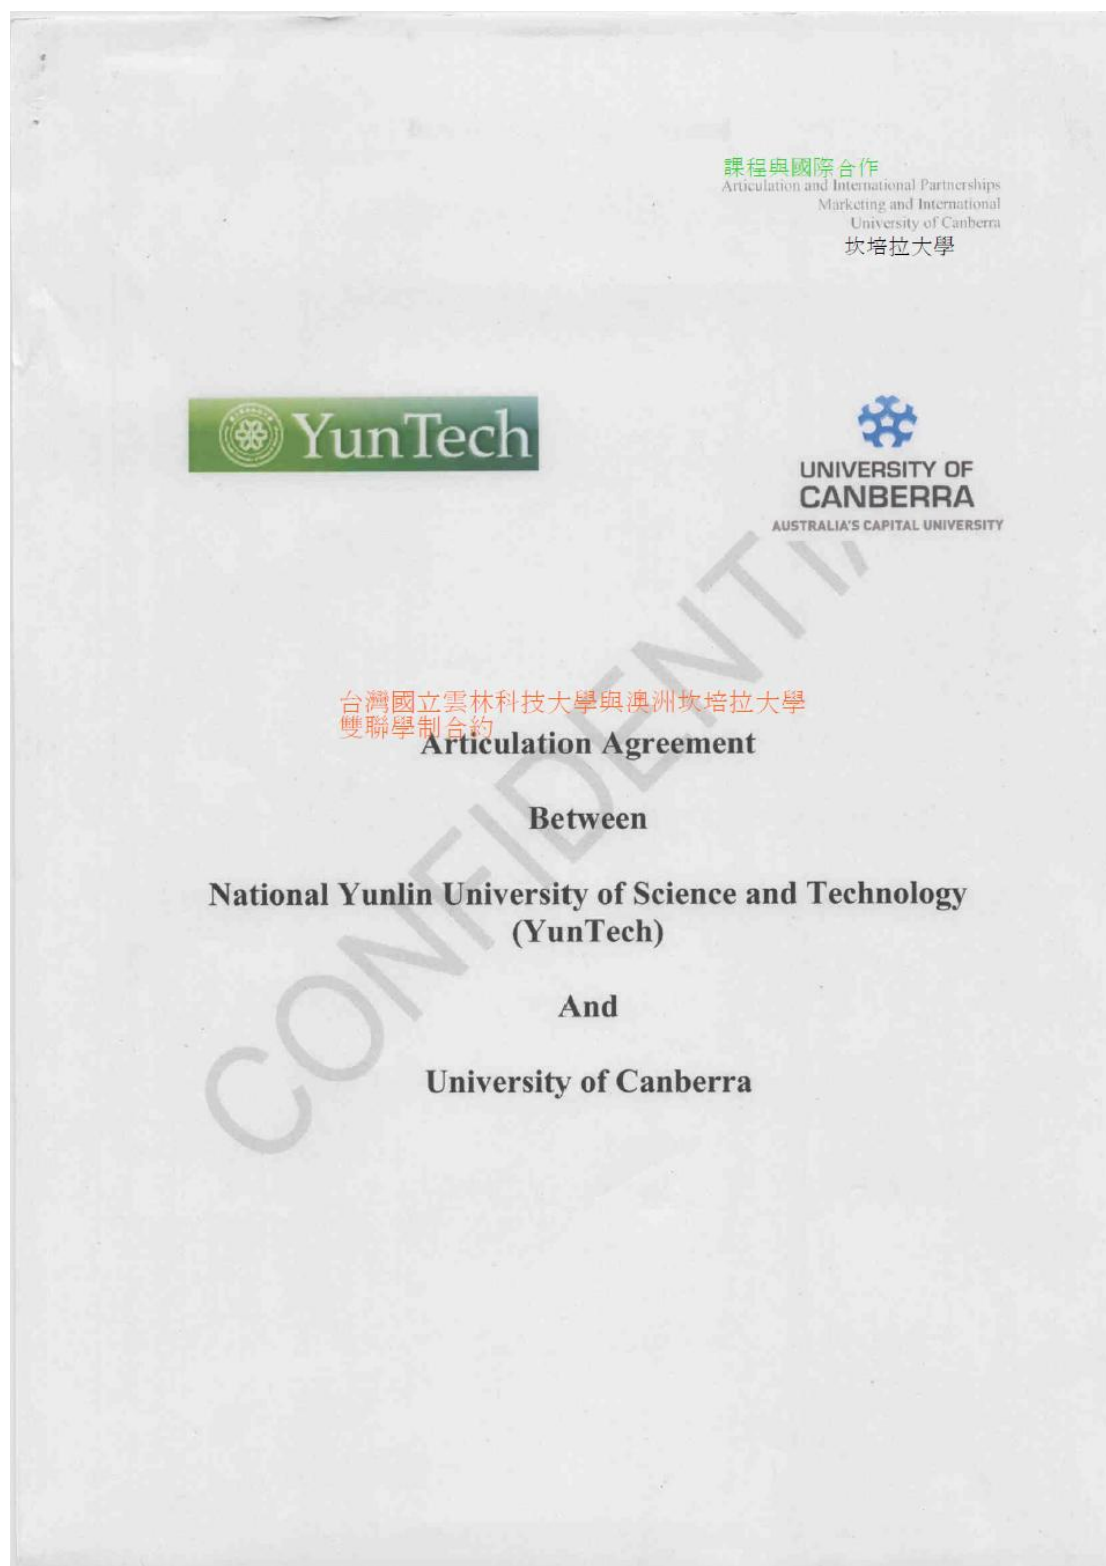 課程與國際合作
Articulation and International Partnerships
Marketing and International
University of Canberra
坎培拉大學
YunTech
UNIVERSITY OF
CANBERRA
AUSTRALIA'S CAPITAL UNIVERSITY
台灣國立雲林科技大學與澳洲坎培拉大學
雙聯學制合約
Articulation Agreement
Between
National Yunlin University of Science and Technology
(YunTech)
And
University of Canberra
CONFIDENTIA